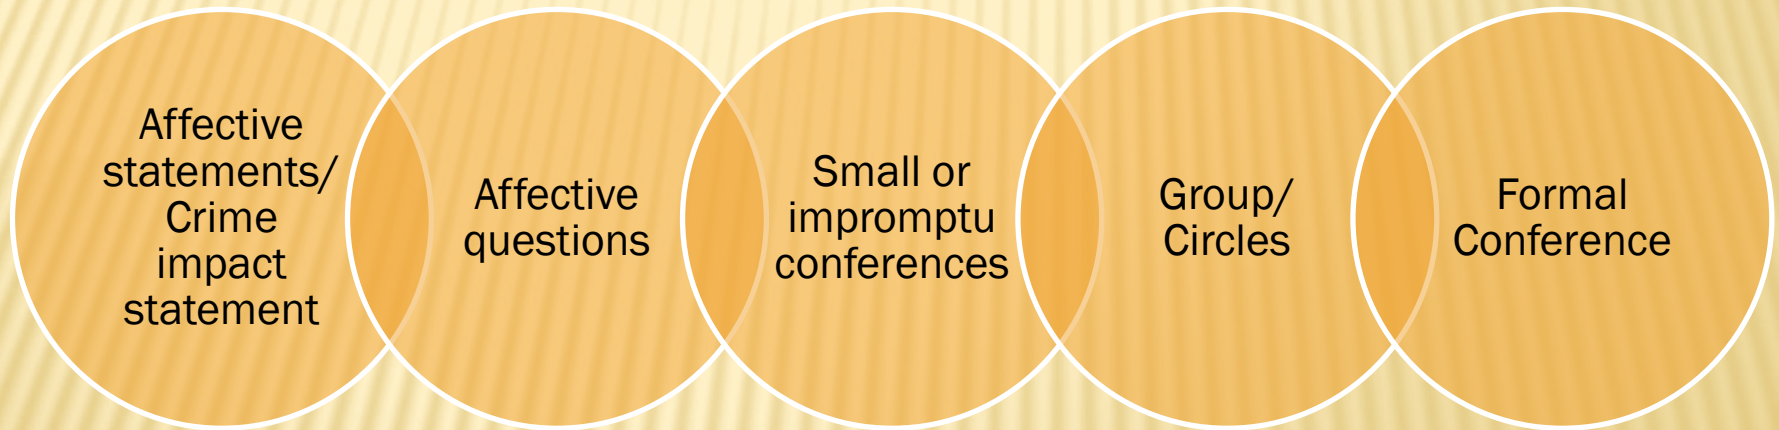 Affective
statements/
Crime
impact
statement
Affective
questions
Small or
impromptu
conferences
Group/
Circles
Formal
Conference